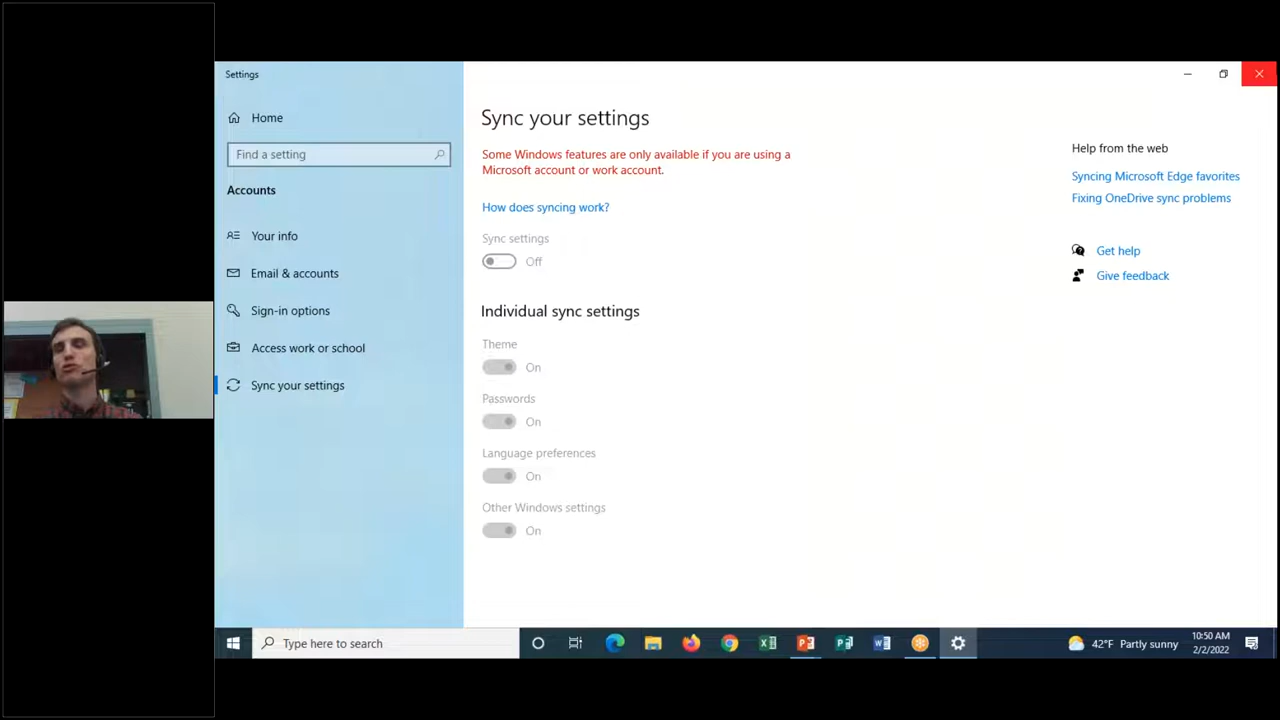 Settings
Home
Find a setting
Accounts
Your info
Email & accounts
Sign-in options
Access work or school
Sync your settings
Sync your settings
Some Windows features are only available if you are using a
Microsoft account or work account.
How does syncing work?
Sync settings
Off
Individual sync settings
Theme
On
Passwords
On
Language preferences
On
Other Windows settings
On
Help from the web
Syncing Microsoft Edge favorites
Fixing OneDrive sync problems
Get help
Give feedback
Type here to search
42°F Partly sunny
10:50 AM
2/2/2022